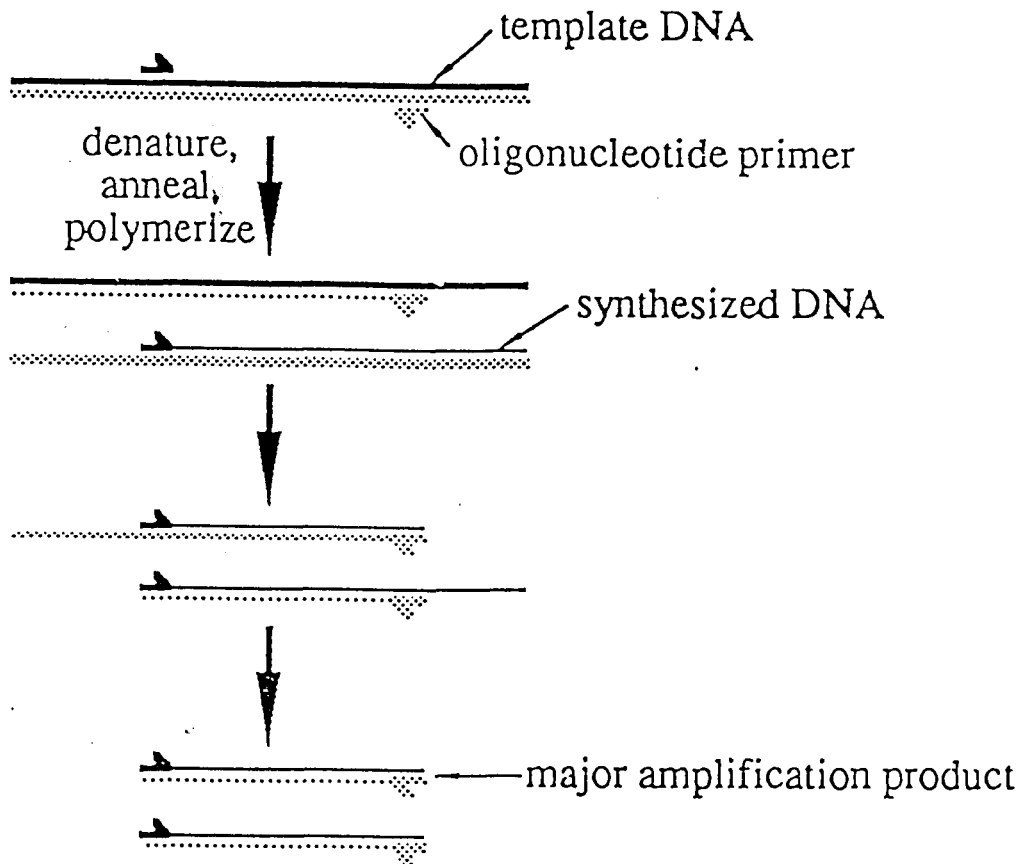 template DNA
oligonucleotide primer
denature,
anneal,
polymerize
synthesized DNA
major amplification product